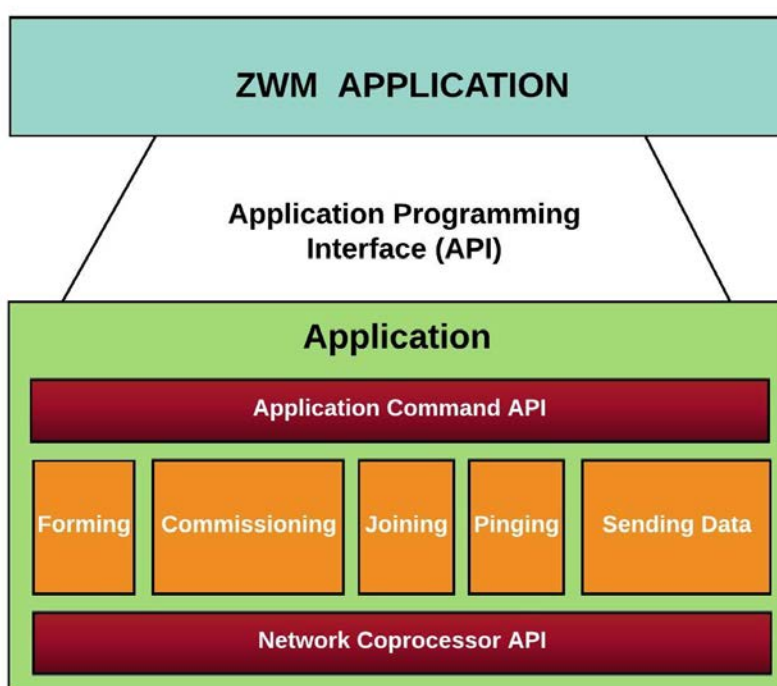 ZWM APPLICATION
Application Programming
Interface (API)
Application
Application Command API
Forming Commissioning Joining Pinging Sending Data
Network Coprocessor API